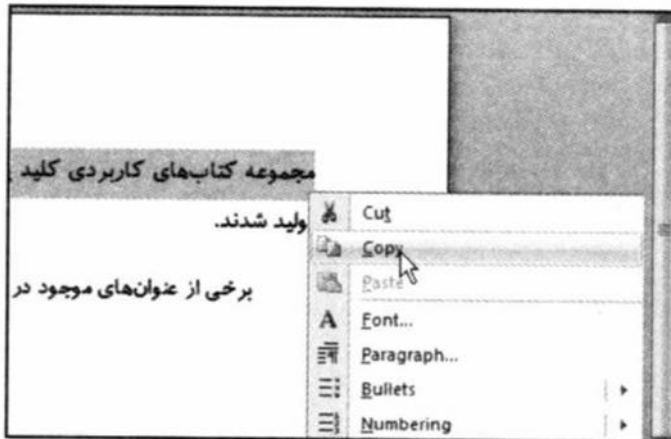 مجموعه کتاب‌های کاربردی کلید
ولید شدند.
برخی از عنوان‌های موجود در
Cut
Copy
Paste
Font...
Paragraph...
Bullets
Numbering